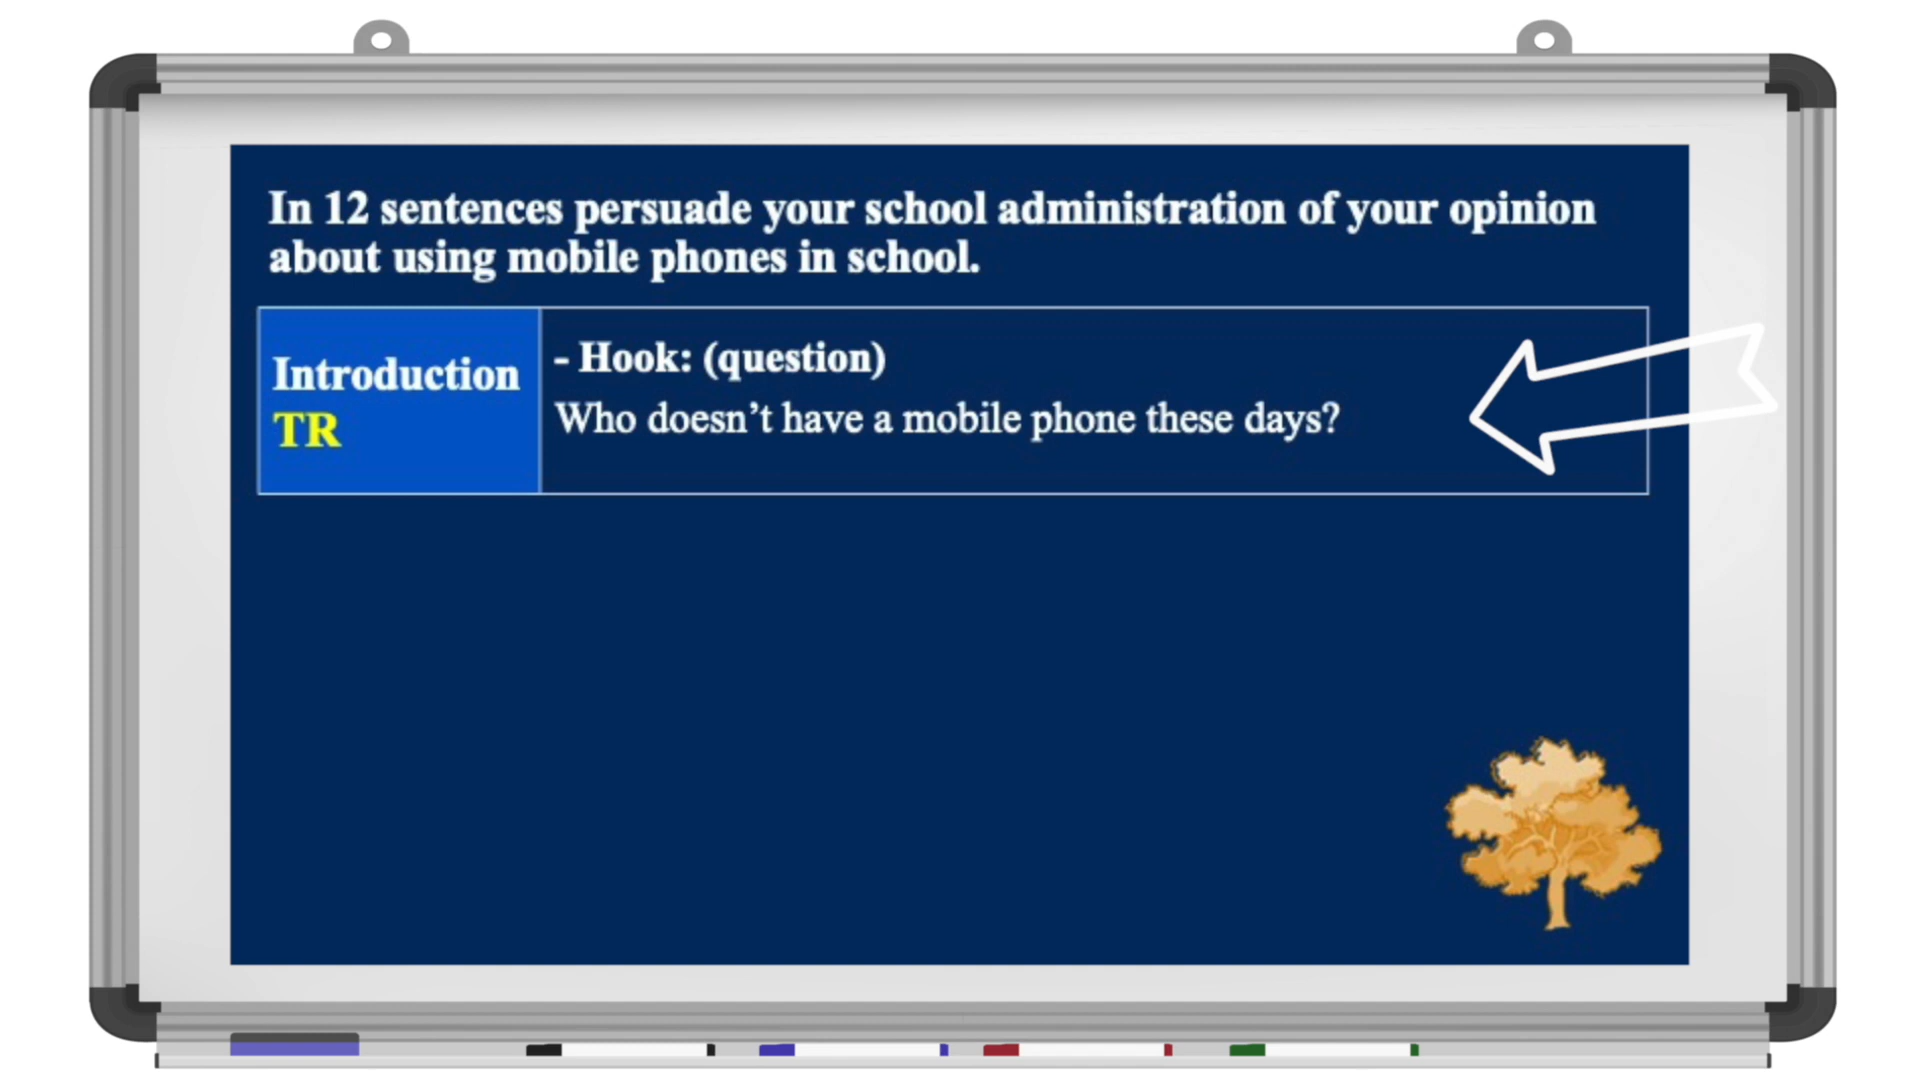 In 12 sentences persuade your school administration of your opinion
about using mobile phones in school.
Introduction
TR
- Hook: (question)
Who doesn’t have a mobile phone these days?